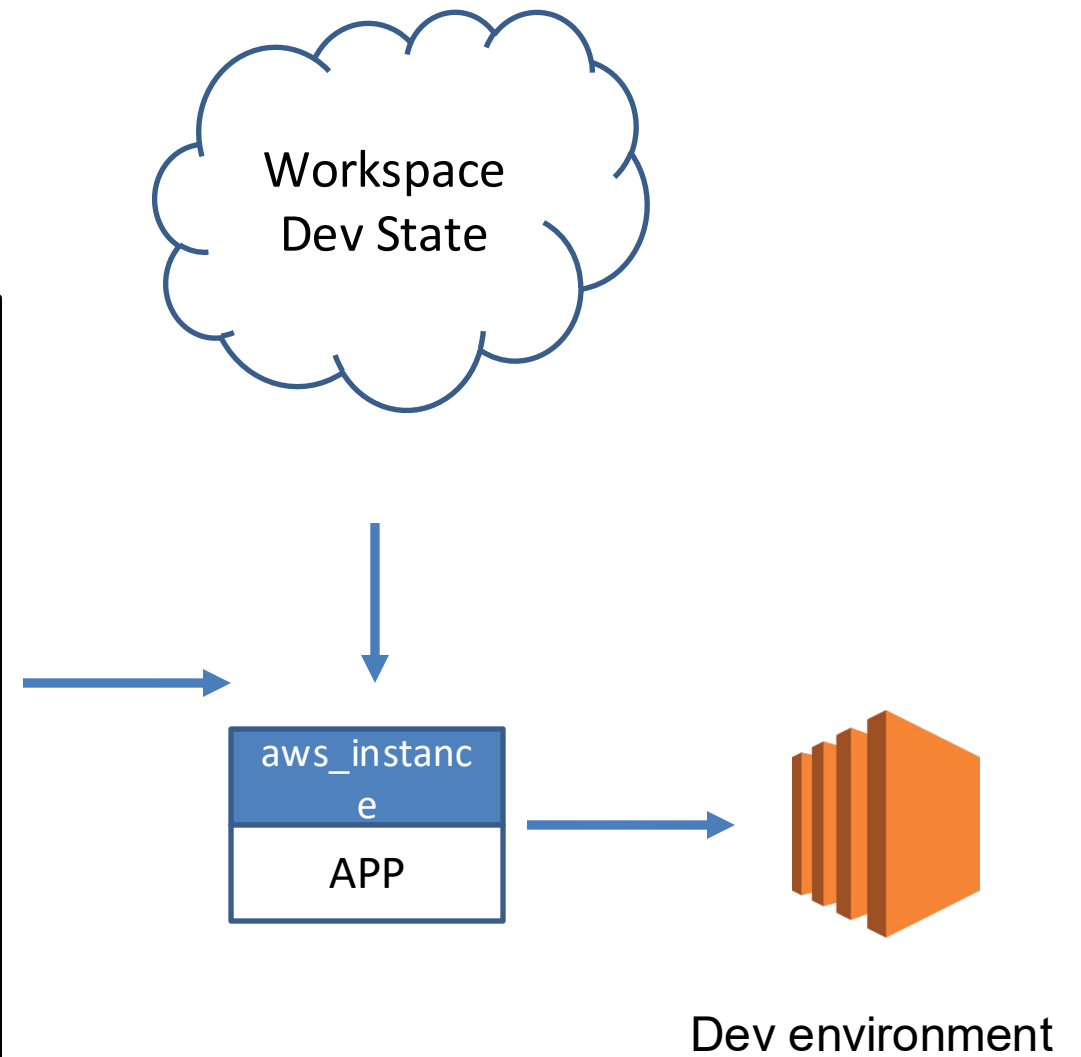 Workspace
Dev State
aws_instanc
e
APP
Dev environment